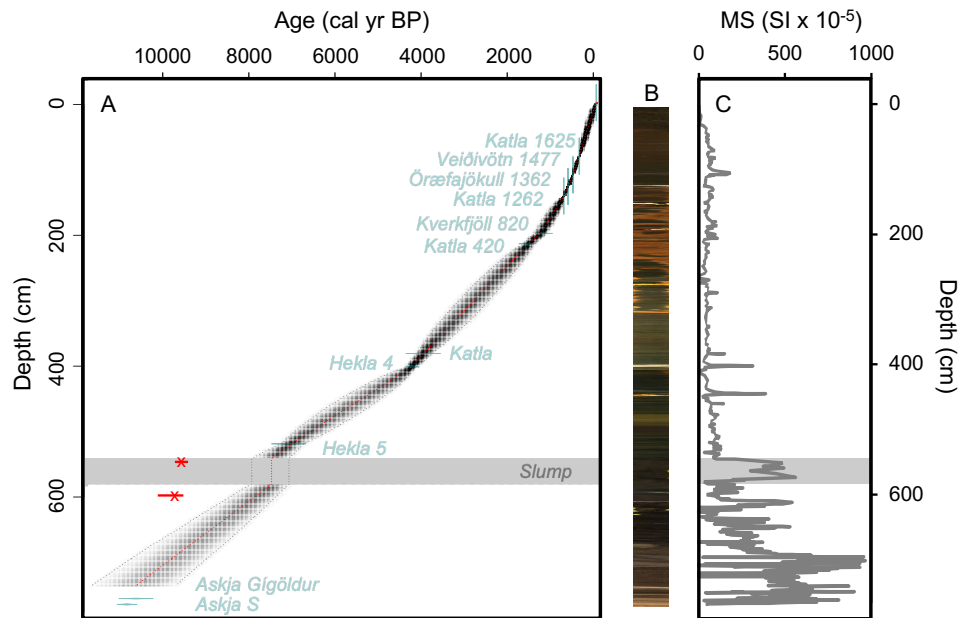 Age (cal yr BP)
MS (SI x 10-5)
10000 8000 6000 4000 2000 0
0 500 1000
A
B
C
0
200
400
600
Depth (cm)
Katla 1625
Veiðivötn 1477
Öræfajökull 1362
Katla 1262
Kverkfjöll 820
Katla 420
Hekla 4
Katla
Hekla 5
Slump
Askja Gígöldur
Askja S
0
200
400
600
Depth (cm)